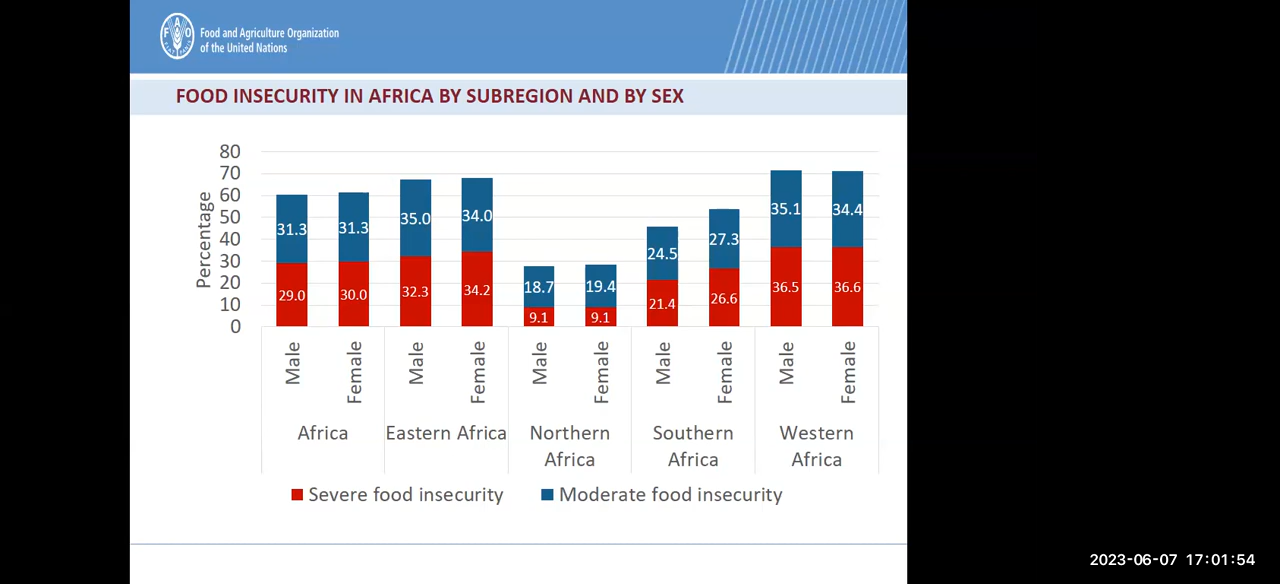 Food and Agriculture Organization
of the United Nations
FOOD INSECURITY IN AFRICA BY SUBREGION AND BY SEX
Percentage
80
70
60
50
40
30
20
10
0
31.3 31.3 35.0 34.0 18.7 19.4 24.5 27.3 35.1 34.4
29.0 30.0 32.3 34.2 9.1 9.1 21.4 26.6 36.5 36.6
Male Female Male Female Male Female Male Female Male Female
Africa Eastern Africa Northern Africa Southern Africa Western Africa
Severe food insecurity Moderate food insecurity
2023-06-07 17:01:54